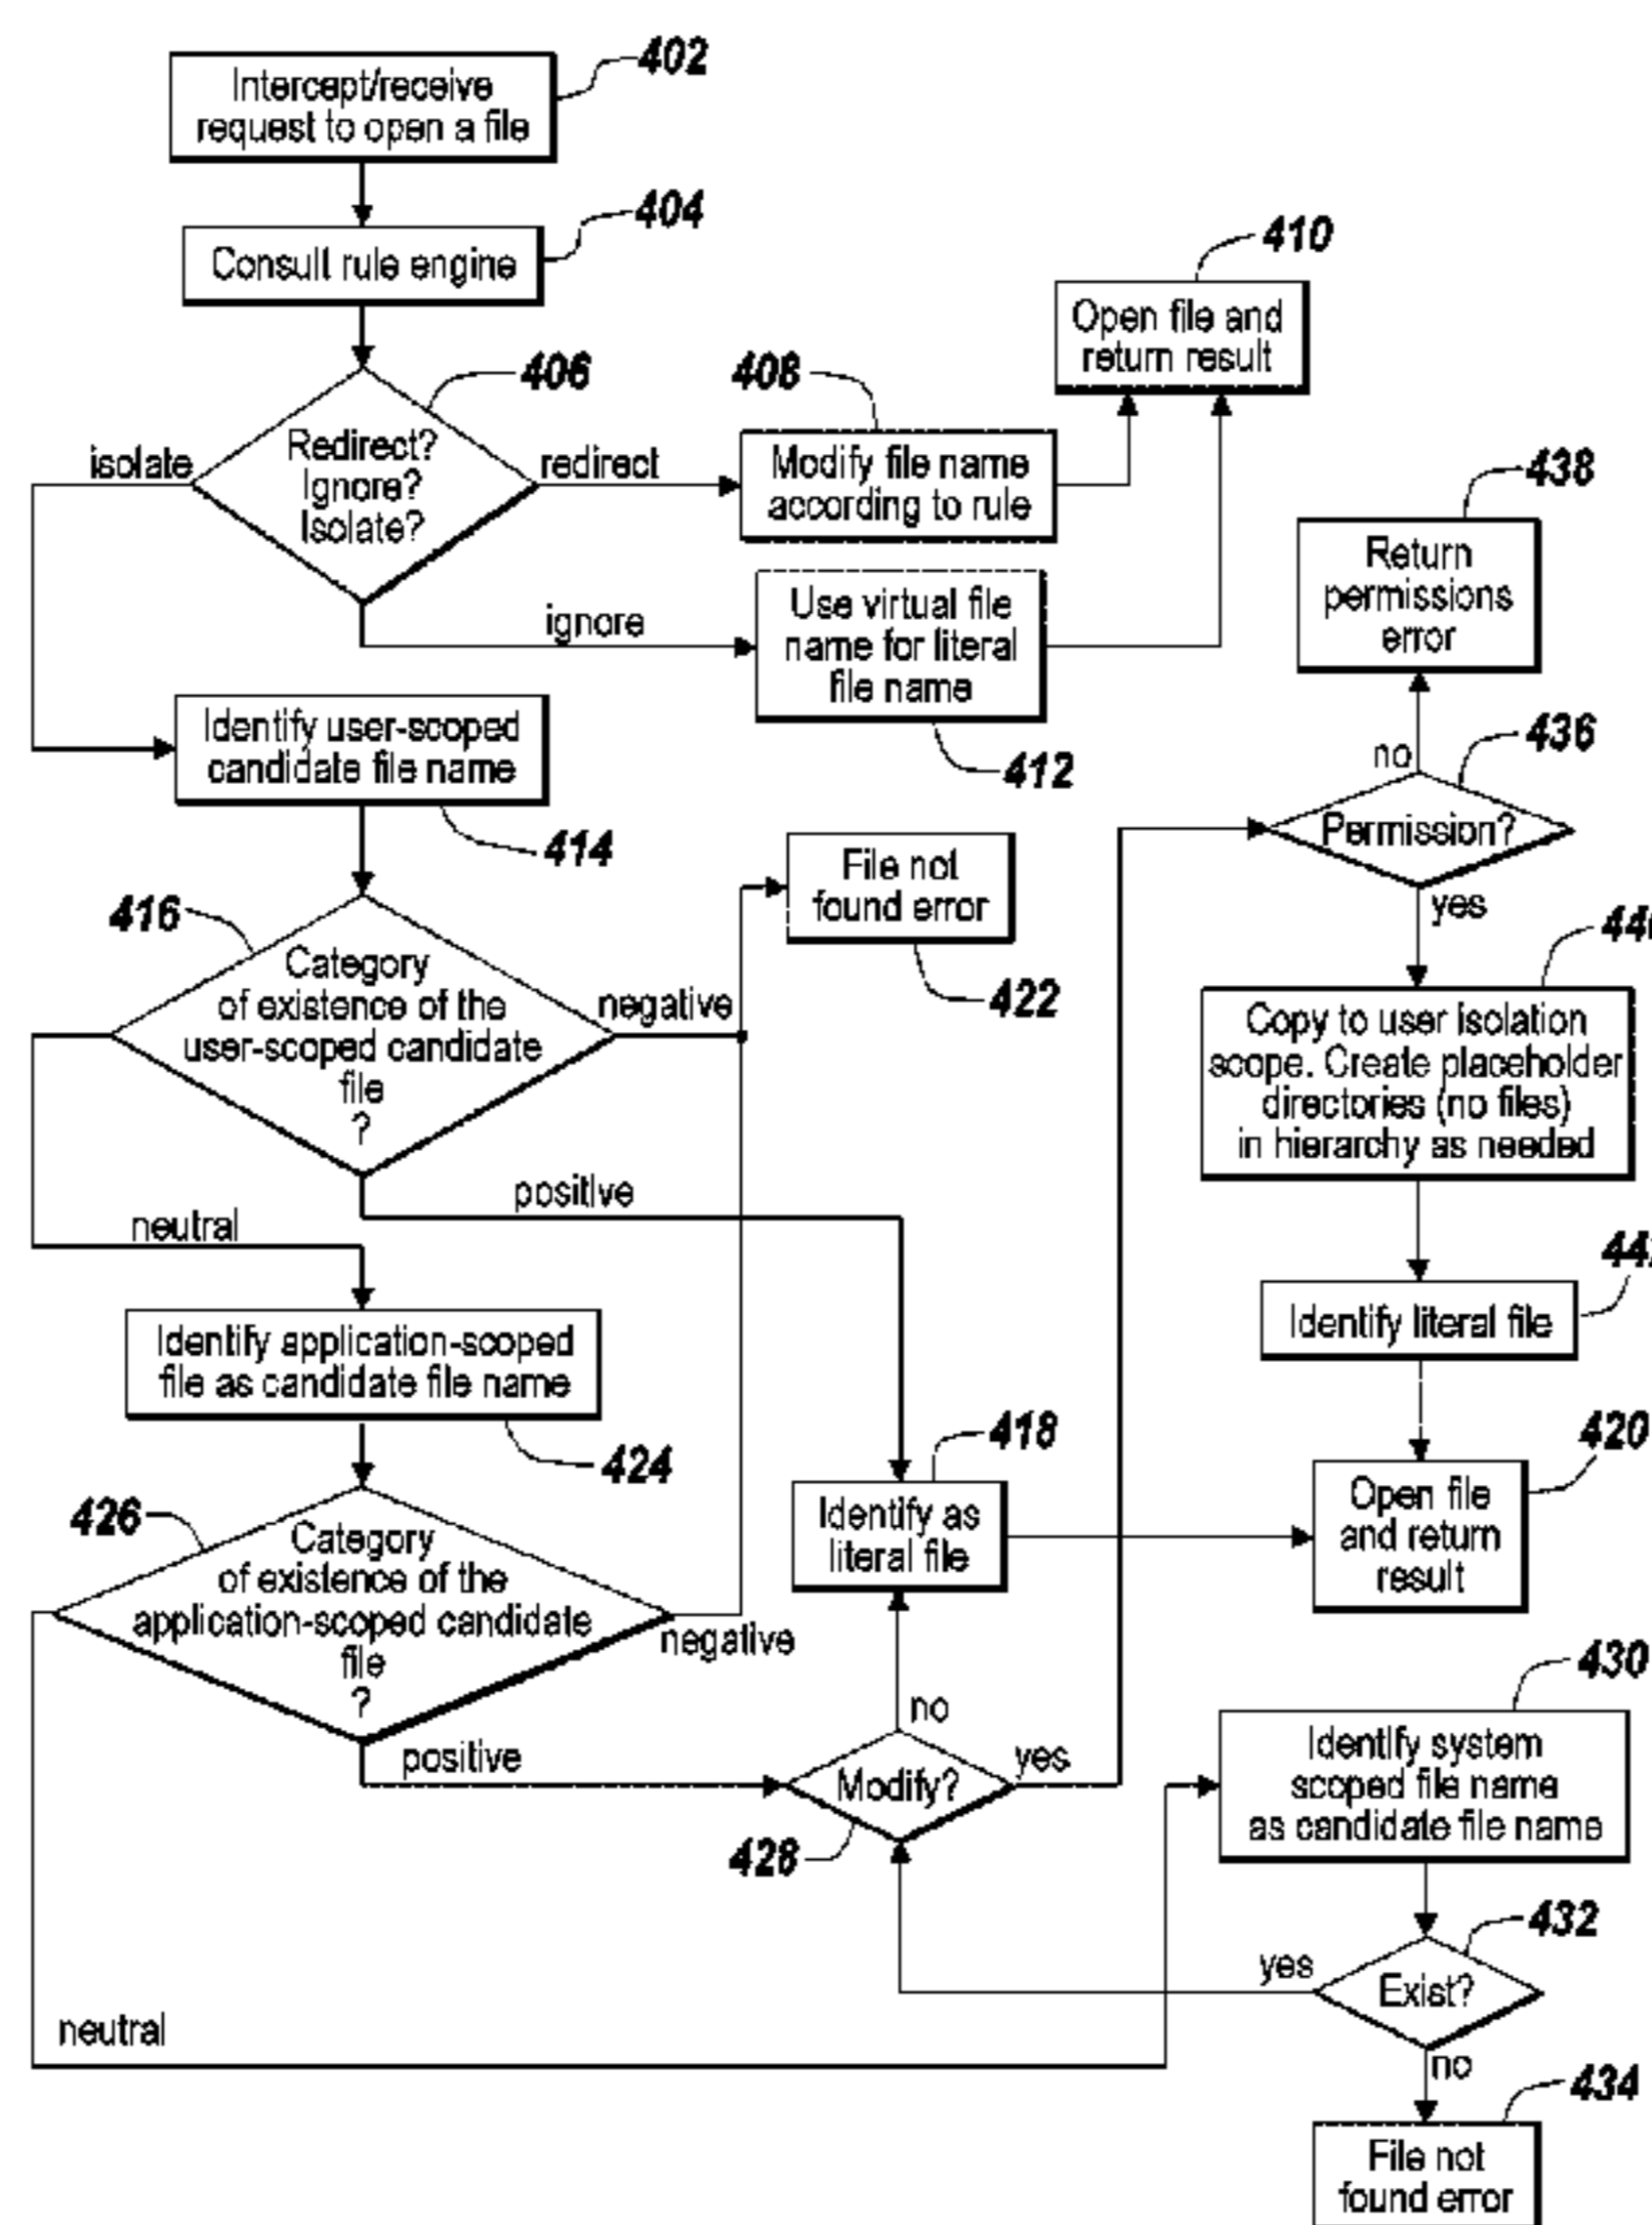 402
Intercept/receive
request to open a file
404
Consult rule engine
410
Open file and
return result
406
Redirect?
Ignore?
Isolate?
isolate
redirect
ignore
408
Modify file name
according to rule
Use virtual file
name for literal
file name
412
438
Return
permissions
error
no
436
Permission?
yes
Identify user-scoped
candidate file name
414
File not
found error
422
416
Category
of existence of the
user-scoped candidate
file
?
negative
positive
neutral
Copy to user isolation
scope. Create placeholder
directories (no files)
in hierarchy as needed
Identify literal file
Identify application-scoped
file as candidate file name
424
418
Identify as
literal file
420
Open file
and return
result
426
Category
of existence of the
application-scoped candidate
file
?
negative
positive
neutral
no
Modify?
yes
428
430
Identify system
scoped file name
as candidate file name
432
Exist?
yes
no
434
File not
found error